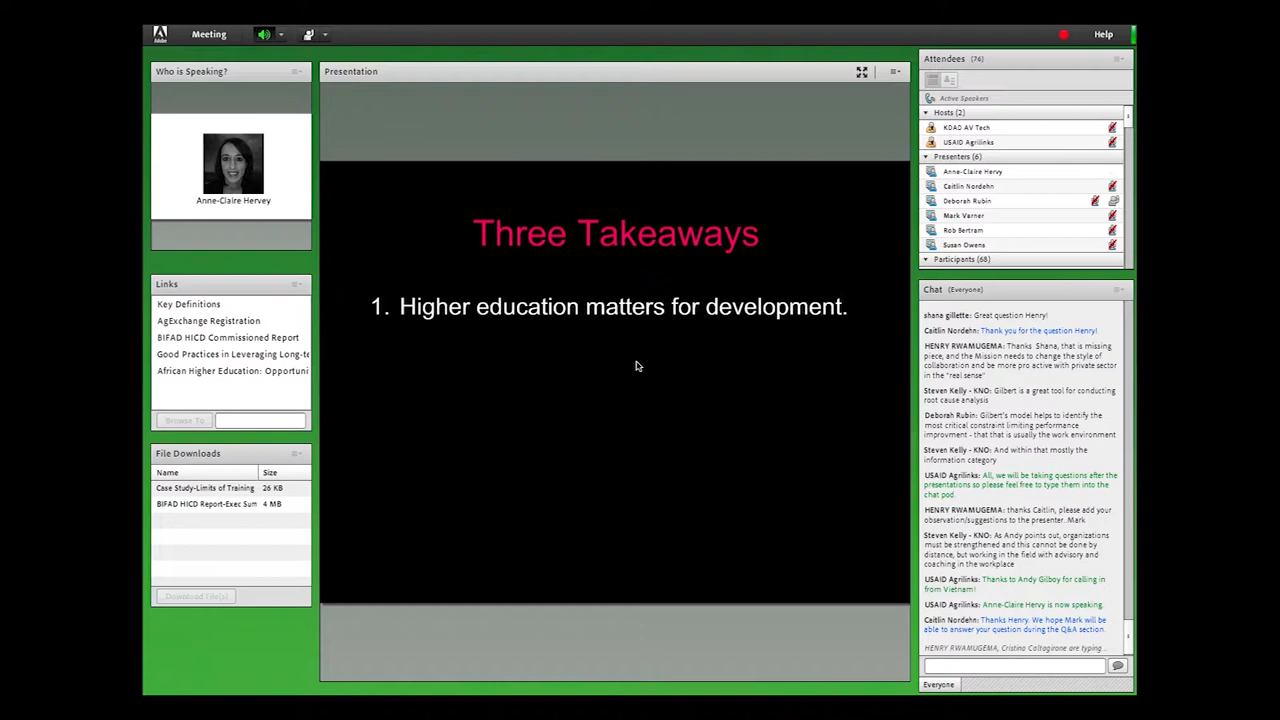 Adobe
Meeting
Help
Who is Speaking?
Anne-Claire Hervey
Links
Key Definitions
AgExchange Registration
BIFAD HICD Commissioned Report
Good Practices in Leveraging Long-te
African Higher Education: Opportuni
Browse To
File Downloads
Name Size
Case Study-Limits of Training 26 KB
BIFAD HICD Report-Exec Sum 4 MB
Download File(s)
Presentation
Three Takeaways
1. Higher education matters for development.
Attendees (74)
Active Speakers
Hosts (2)
KDAD AV Tech
USAID Agrilinks
Presenters (6)
Anne-Claire Hervy
Caitlin Nordehn
Deborah Rubin
Mark Varner
Rob Bertram
Susan Owens
Participants (68)
Chat (Everyone)
shana gillette: Great question Henry!
Caitlin Nordehn: Thank you for the question Henry!
HENRY RWAMUGEMA: Thanks Shana, that is missing
piece, and the Mission needs to change the style of
collaboration and be more pro active with private sector
in the "real sense"
Steven Kelly - KNO: Gilbert is a great tool for conducting
root cause analysis
Deborah Rubin: Gilbert's model helps to identify the
most critical constraint limiting performance
improvment - that that is usually the work environment
Steven Kelly - KNO: And within that mostly the
information category
USAID Agrilinks: All, we will be taking questions after the
presentations so please feel free to type them into the
chat pod.
HENRY RWAMUGEMA: thanks Caitlin, please add your
observation/suggestions to the presenter..Mark
Steven Kelly - KNO: As Andy points out, organizations
must be strengthened and this cannot be done by
distance, but working in the field with advisory and
coaching in the workplace
USAID Agrilinks: Thanks to Andy Gilboy for calling in
from Vietnam!
USAID Agrilinks: Anne-Claire Hervy is now speaking.
Caitlin Nordehn: Thanks Henry. We hope Mark will be
able to answer your question during the Q&A section.
HENRY RWAMUGEMA, Cristina Caltagirone are typing...
Everyone